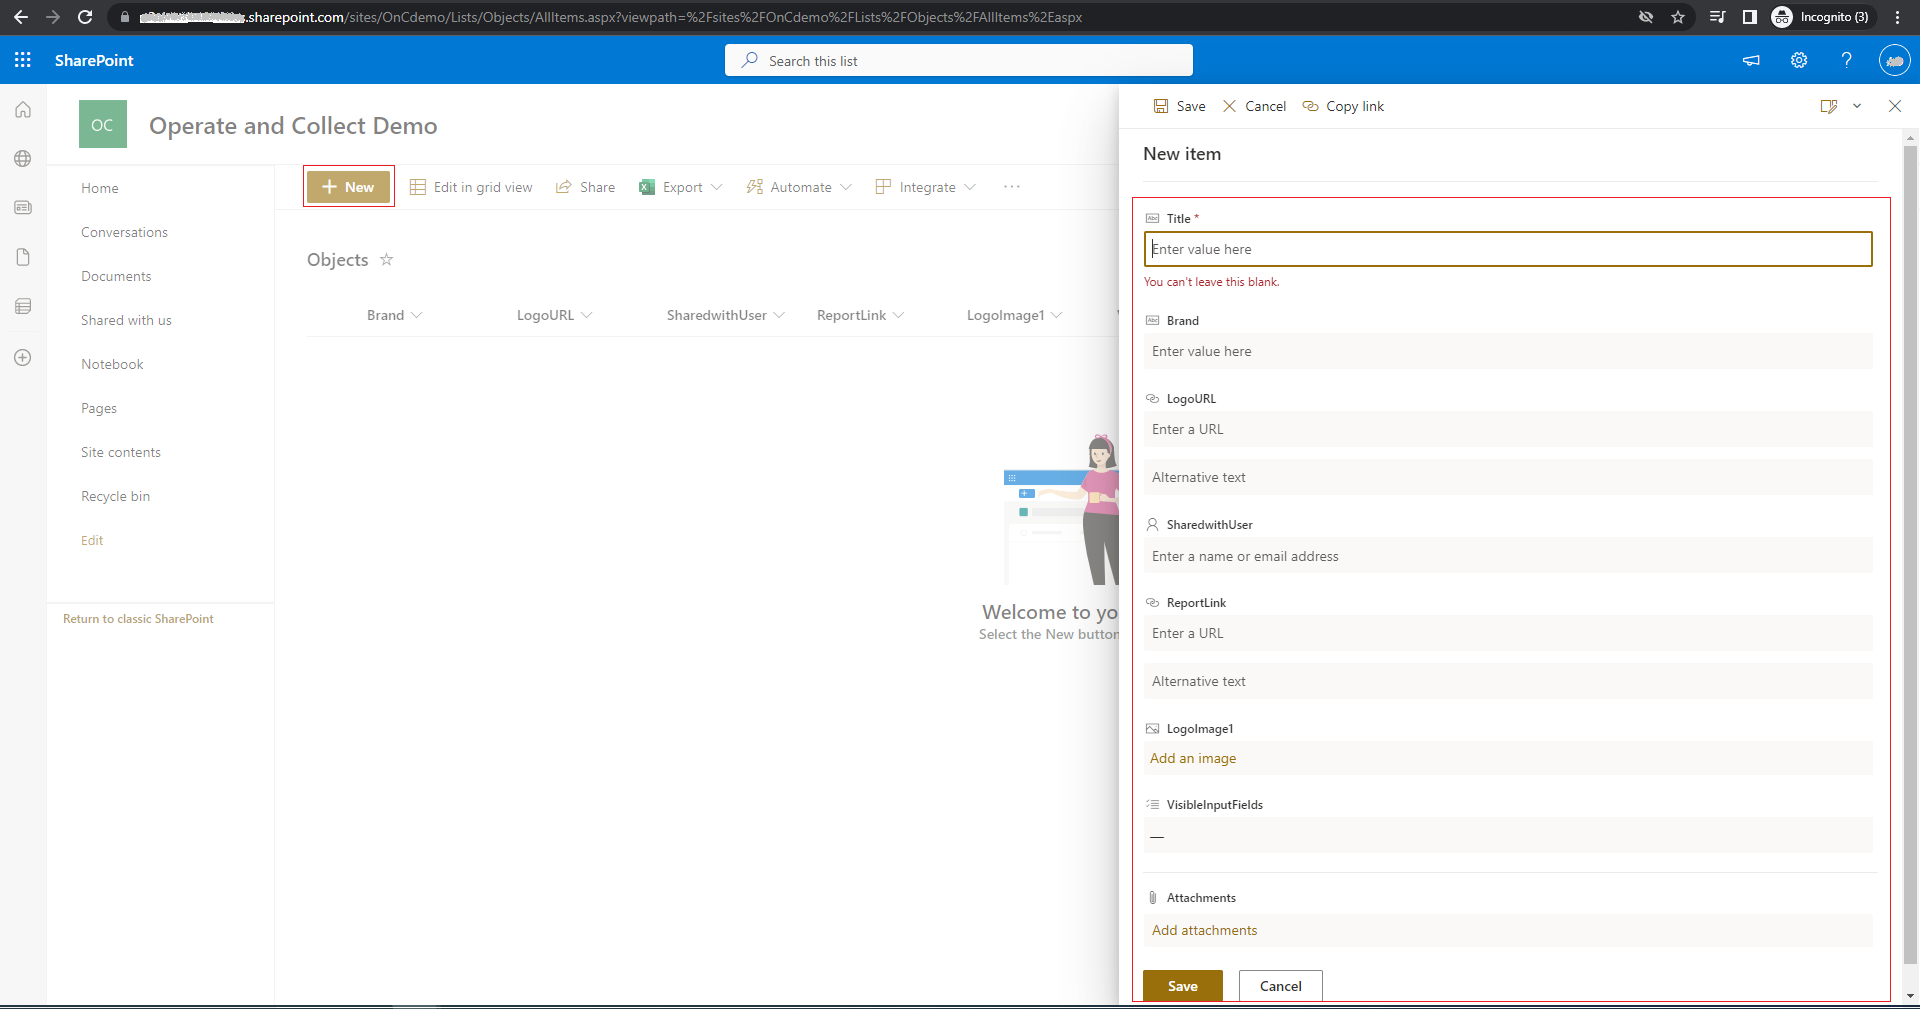 .sharepoint.com/sites/OnCdemo/Lists/Objects/AllItems.aspx?viewpath=%2Fsites%2FOnCdemo%2FLists%2FObjects%2FAllItems%2Easpx
Incognito (3)
SharePoint
Search this list
?
OC
Operate and Collect Demo
Home
Conversations
Documents
Shared with us
Notebook
Pages
Site contents
Recycle bin
Edit
Return to classic SharePoint
+ New
Edit in grid view
Share
Export
Automate
Integrate
...
Objects
Brand
LogoURL
SharedwithUser
ReportLink
LogoImage1
Welcome to yo
Select the New button
Save
Cancel
Copy link
New item
Abc Title *
Enter value here
You can't leave this blank.
Abc Brand
Enter value here
LogoURL
Enter a URL
Alternative text
SharedwithUser
Enter a name or email address
ReportLink
Enter a URL
Alternative text
LogoImage1
Add an image
VisibleInputFields
—
Attachments
Add attachments
Save
Cancel